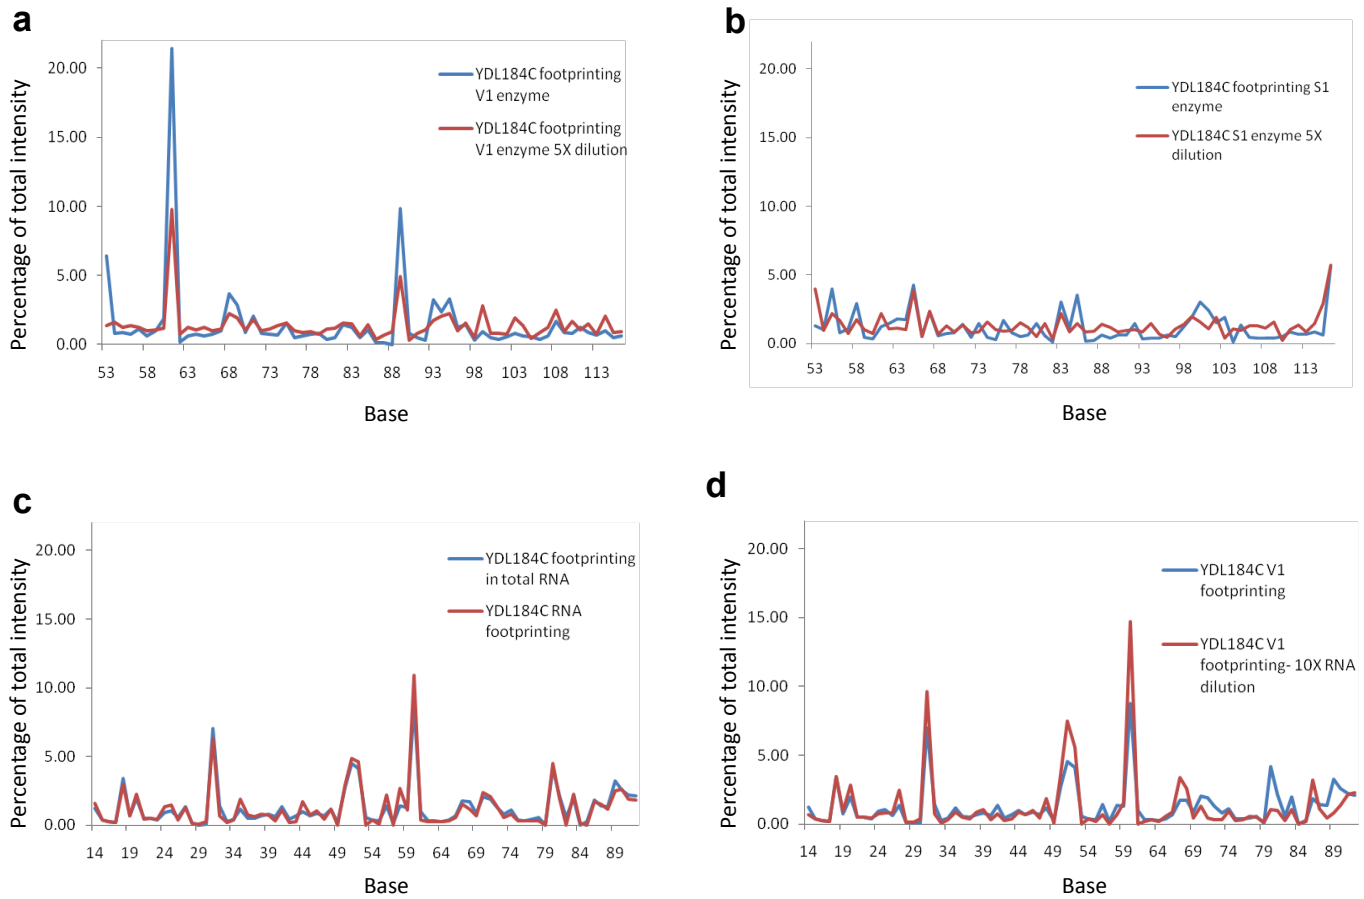 a
Percentage of total intensity
20.00
15.00
10.00
5.00
0.00
53 58 63 68 73 78 83 88 93 98 103 108 113
Base
YDL184C footprinting
V1 enzyme
YDL184C footprinting
V1 enzyme 5X dilution
b
Percentage of total intensity
20.00
15.00
10.00
5.00
0.00
53 58 63 68 73 78 83 88 93 98 103 108 113
Base
YDL184C footprinting S1
enzyme
YDL184C S1 enzyme 5X
dilution
c
Percentage of total intensity
20.00
15.00
10.00
5.00
0.00
14 19 24 29 34 39 44 49 54 59 64 69 74 79 84 89
Base
YDL184C footprinting
in total RNA
YDL184C RNA
footprinting
d
Percentage of total intensity
20.00
15.00
10.00
5.00
0.00
14 19 24 29 34 39 44 49 54 59 64 69 74 79 84 89
Base
YDL184C V1
footprinting
YDL184C V1
footprinting- 10X RNA
dilution